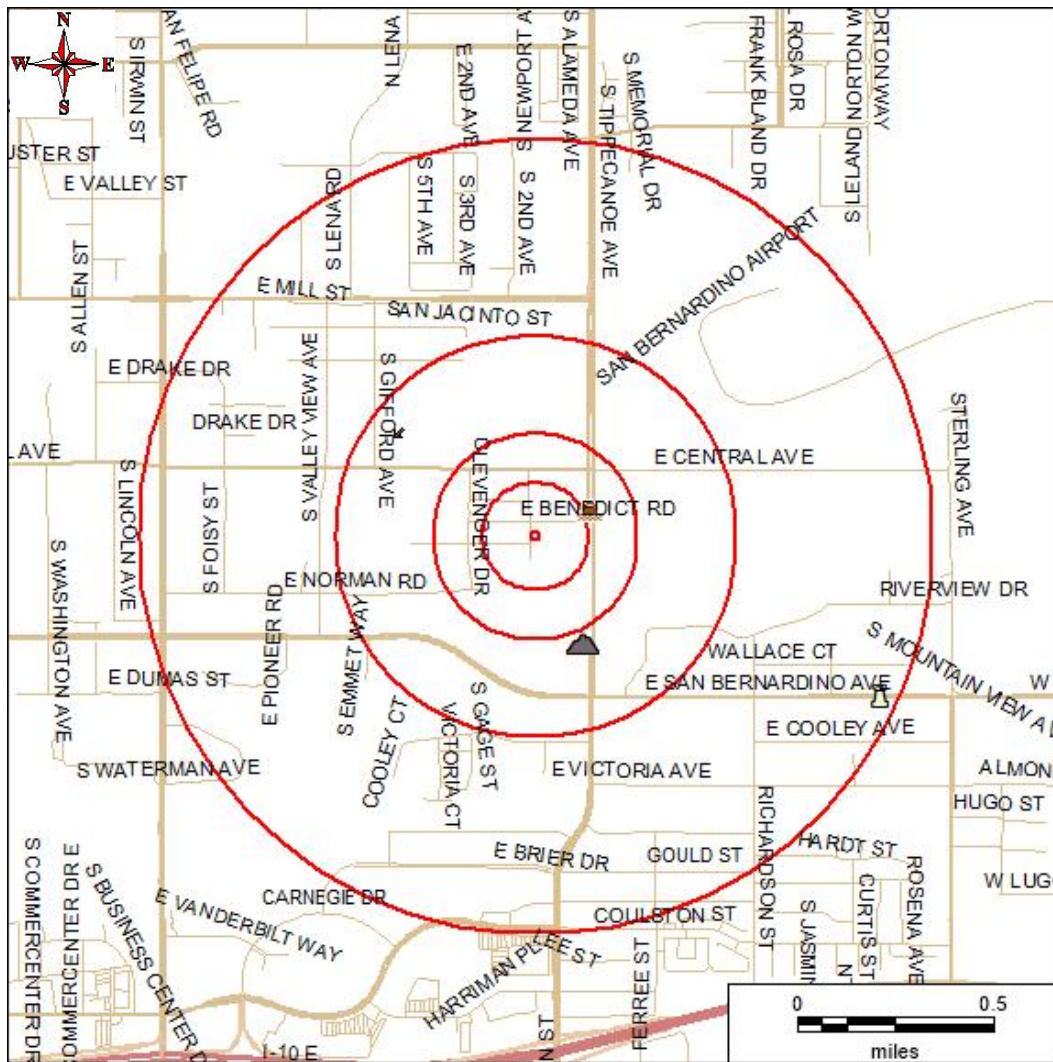 N
W E
S
S IRWIN ST
AN FELIPE RD
N LENA
E 2ND AVE
S NEWPORT A
S ALAMEDA AVE
S TIPPECANOE AVE
S MEMORIAL DR
FRANK BLAND DR
L ROSA DR
S LELAND NORTON W
ORTON WAY
USTER ST
E VALLEY ST
S LENA RD
S 5TH AVE
S 3RD AVE
S 2ND AVE
S ALLEN ST
E MILL ST
SAN JACINTO ST
SAN BERNARDINO AIRPORT
E DRAKE DR
DRAKE DR
S VALLEY VIEW AVE
S GIFFORD AVE
STERLING AVE
L AVE
E CENTRAL AVE
S LINCOLN AVE
S FOISY ST
CLEVENGER DR
E BENEDICT RD
S WASHINGTON AVE
E NORMAN RD
RIVERVIEW DR
E PIONEER RD
S EMMET WAY
WALLACE CT
S MOUNTAIN VIEW AV
E DUMAS ST
E SAN BERNARDINO AVE
W
COOLEY CT
VICTORIA CT
S GAGE ST
E COOLEY AVE
S WATERMAN AVE
E VICTORIA AVE
ALMON
HUGO ST
RICHARDSON ST
E BRIER DR
GOULD ST
HARDT ST
S COMMERCENTER DR
COMMERCENTER DR E
S BUSINESS CENTER D
CARNEGIE DR
E VANDERBILT WAY
COULSTON ST
S JASMIN
CURTIS ST
ROSENA AVE
W LUG
HARRIMAN PL
LEE ST
FERREE ST
N
N ST
I-10 E
0 0.5
miles